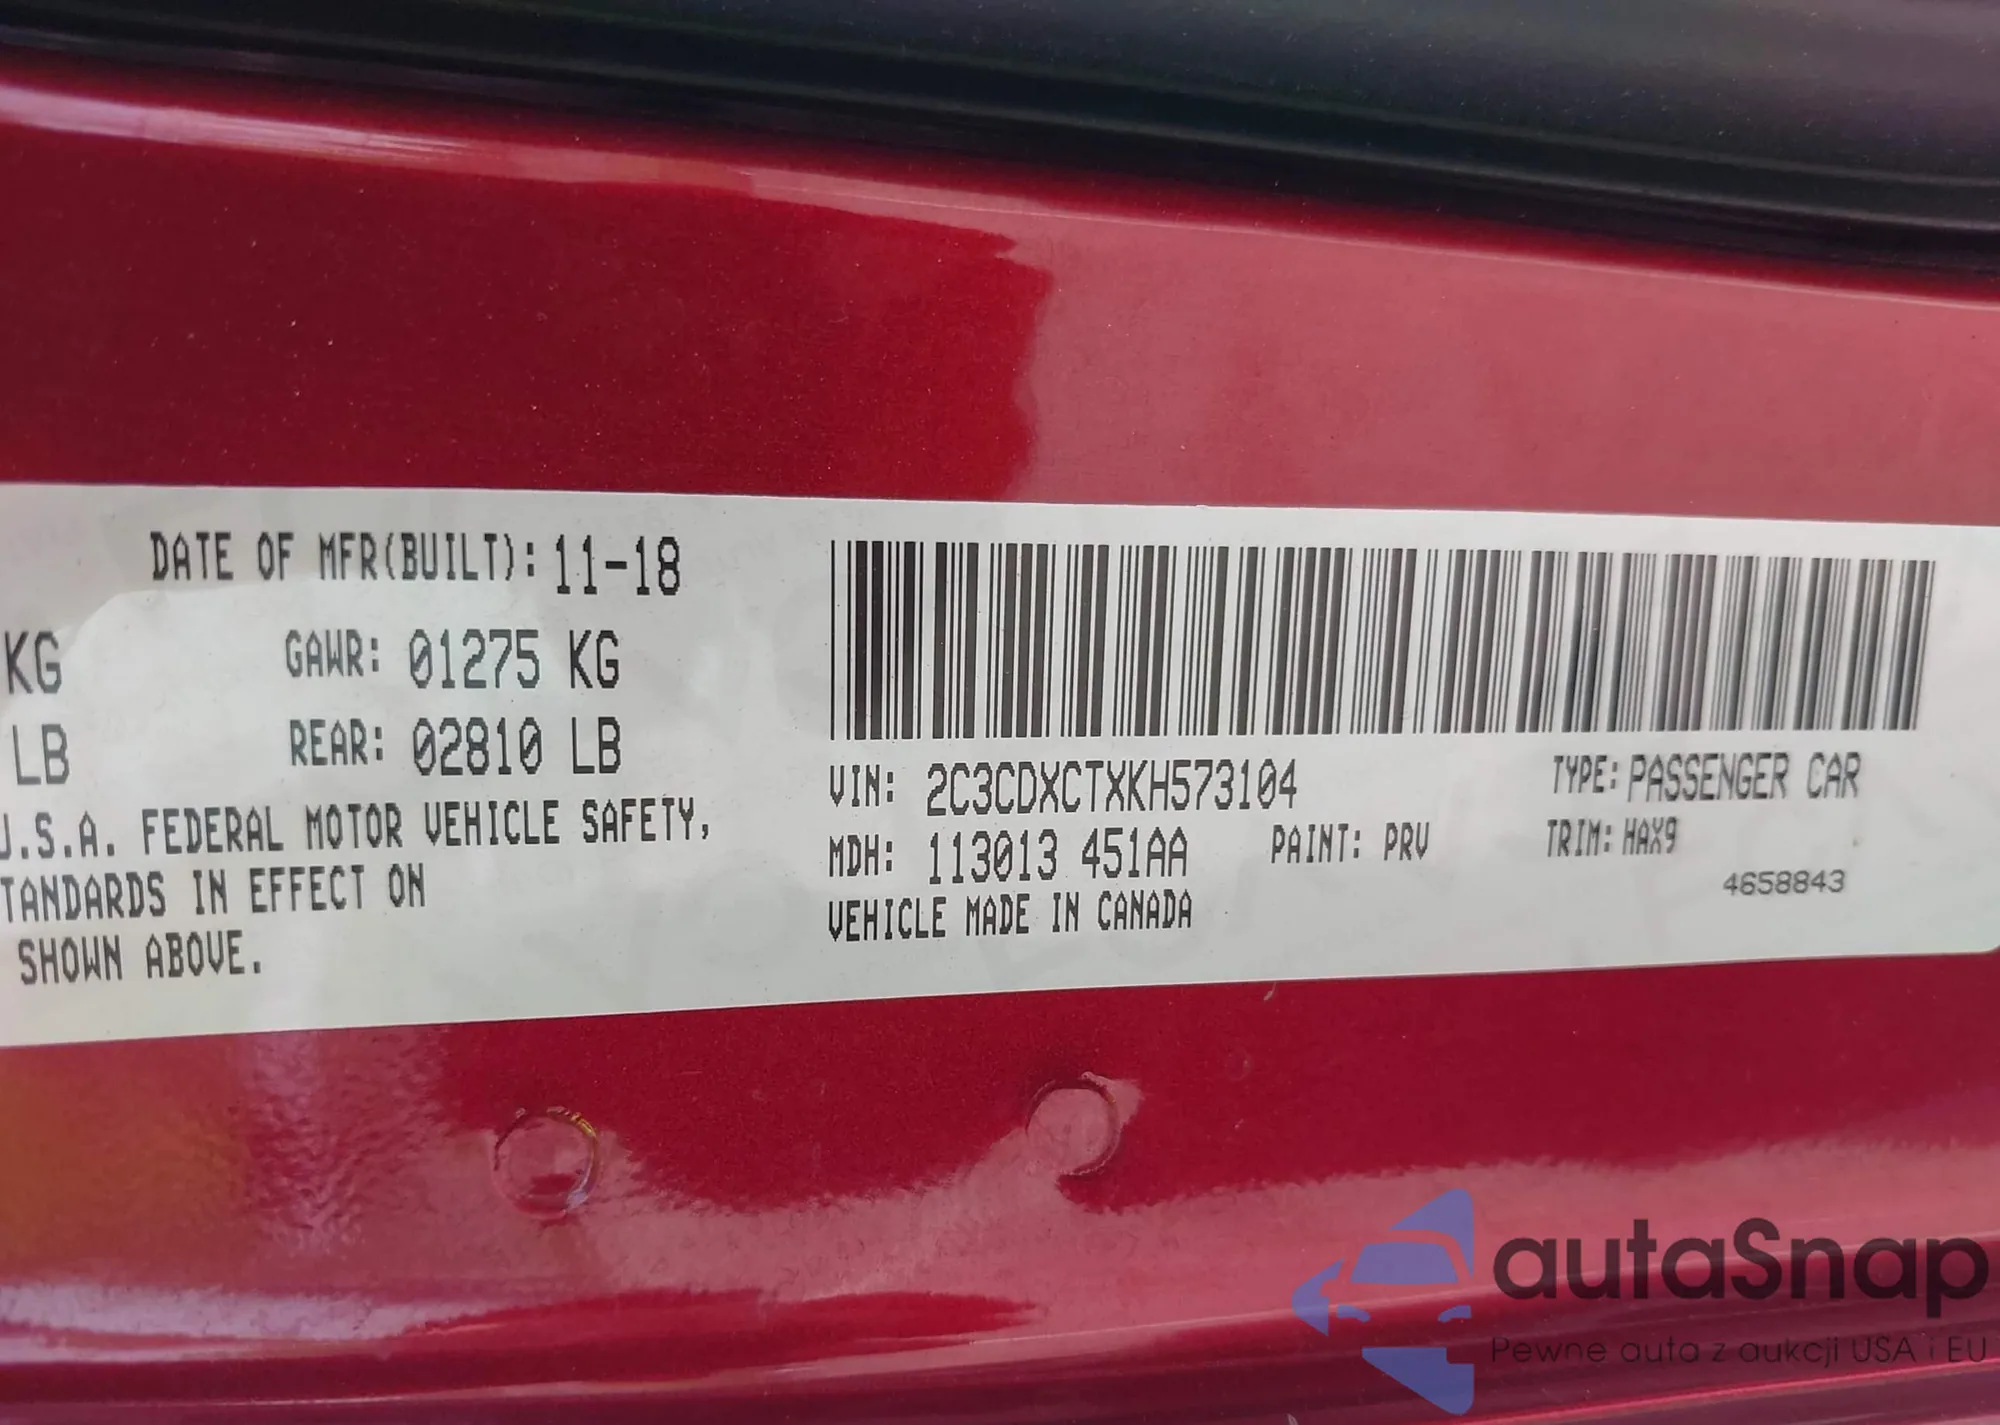 DATE OF MFR(BUILT): 11-18
KG GAWR: 01275 KG
LB REAR: 02810 LB
U.S.A. FEDERAL MOTOR VEHICLE SAFETY,
TANDARDS IN EFFECT ON
SHOWN ABOVE.
VIN: 2C3CDXCTXKH573104 TYPE: PASSENGER CAR
MDH: 113013 451AA PAINT: PRV TRIM: HAX9
4658843
VEHICLE MADE IN CANADA
autaSnap
Pewne auta z aukcji USA i EU